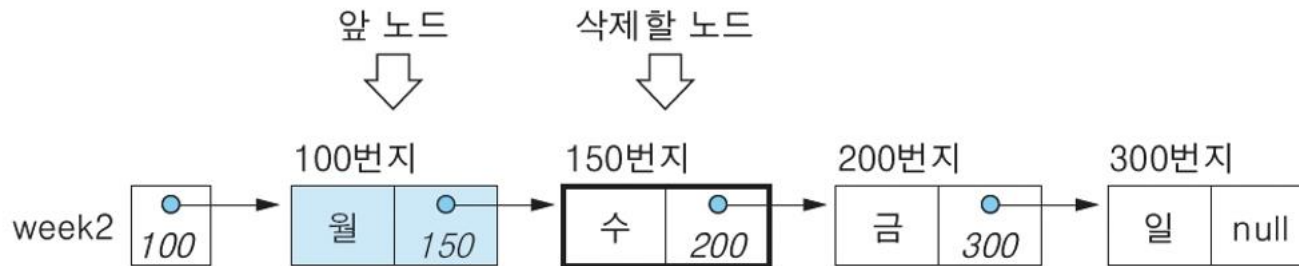 앞 노드 삭제할 노드
100번지 150번지 200번지 300번지
week2 100 월 150 수 200 금 300 일 null